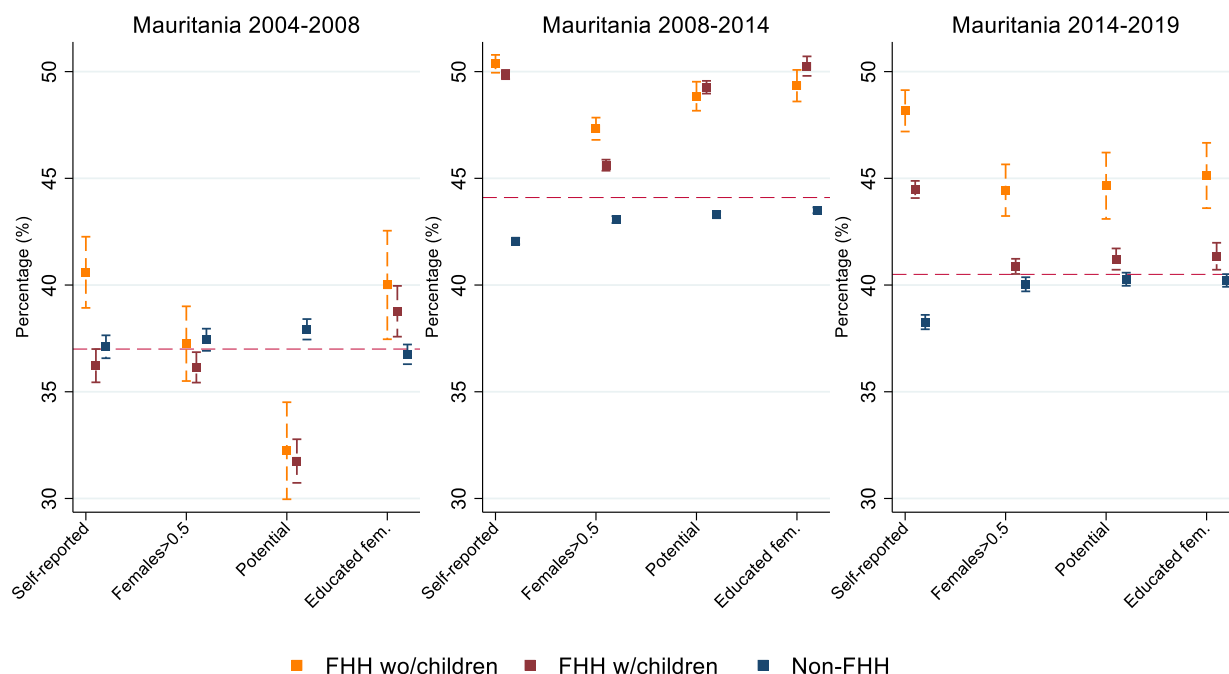 Mauritania 2004-2008
Percentage (%)
50
45
40
35
30
Self-reported
Females>0.5
Potential
Educated fem.
Mauritania 2008-2014
Percentage (%)
50
45
40
35
30
Self-reported
Females>0.5
Potential
Educated fem.
Mauritania 2014-2019
Percentage (%)
50
45
40
35
30
Self-reported
Females>0.5
Potential
Educated fem.
FHH wo/children FHH w/children Non-FHH